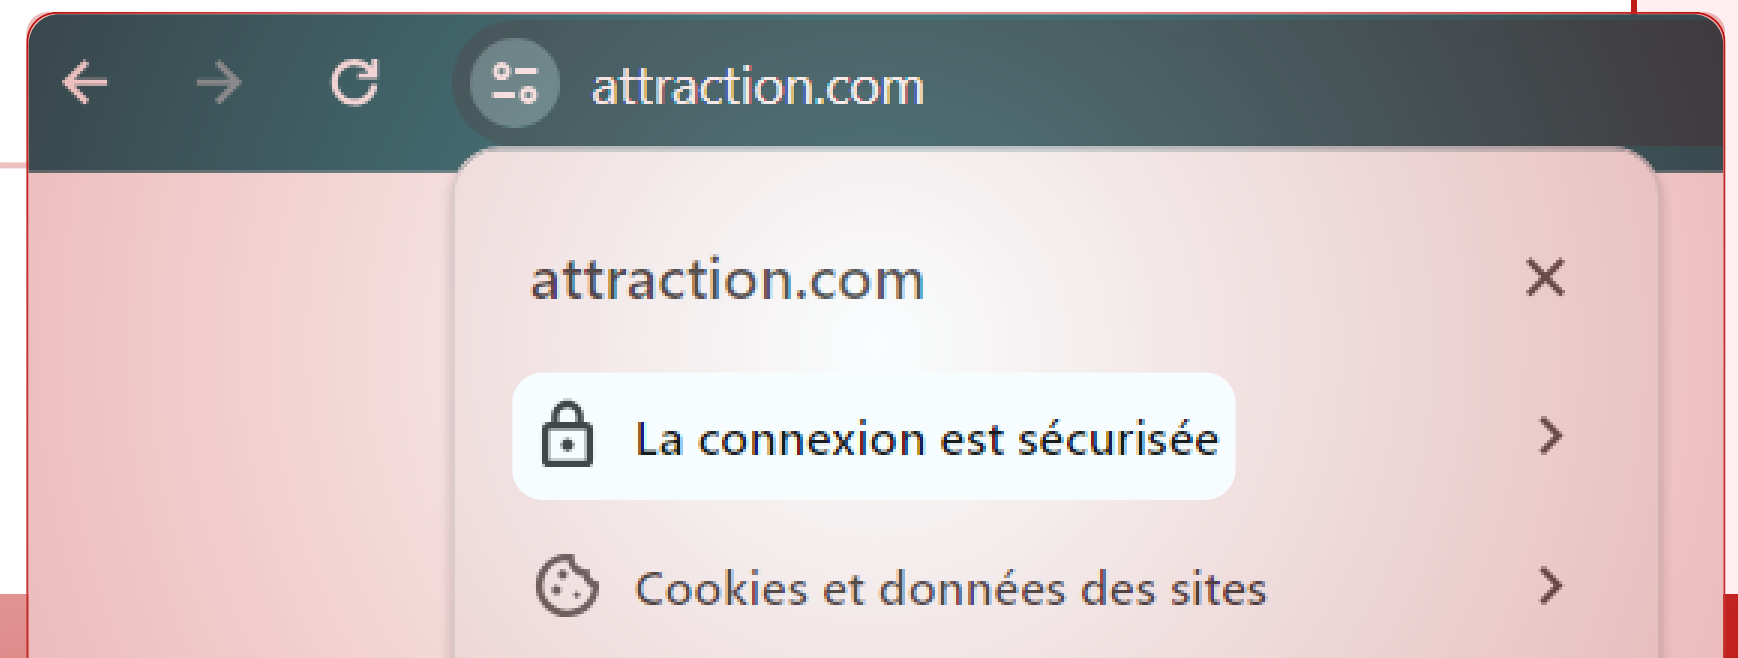 attraction.com
attraction.com
La connexion est sécurisée
Cookies et données des sites